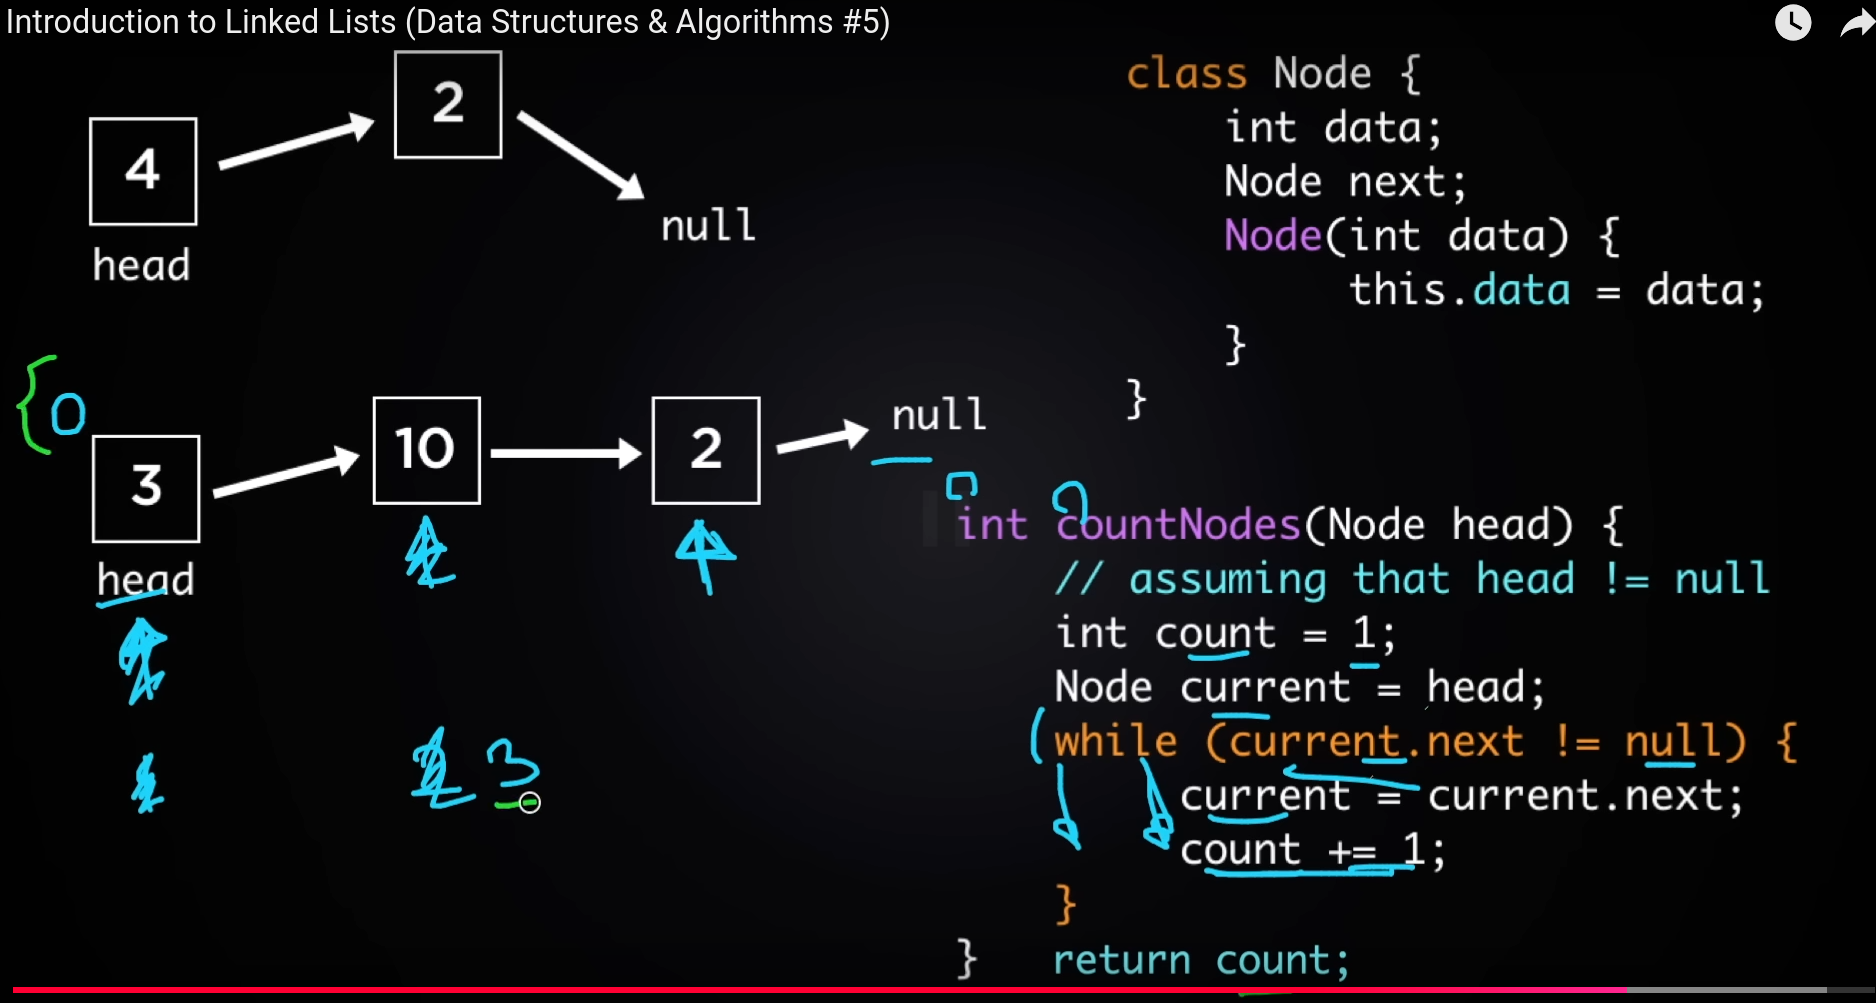 Introduction to Linked Lists (Data Structures & Algorithms #5)
4
2
null
head
0
3
10
2
null
head
3
class Node {
int data;
Node next;
Node(int data) {
this.data = data;
}
}
int countNodes(Node head) {
// assuming that head != null
int count = 1;
Node current = head;
while (current.next != null) {
current = current.next;
count += 1;
}
} return count;